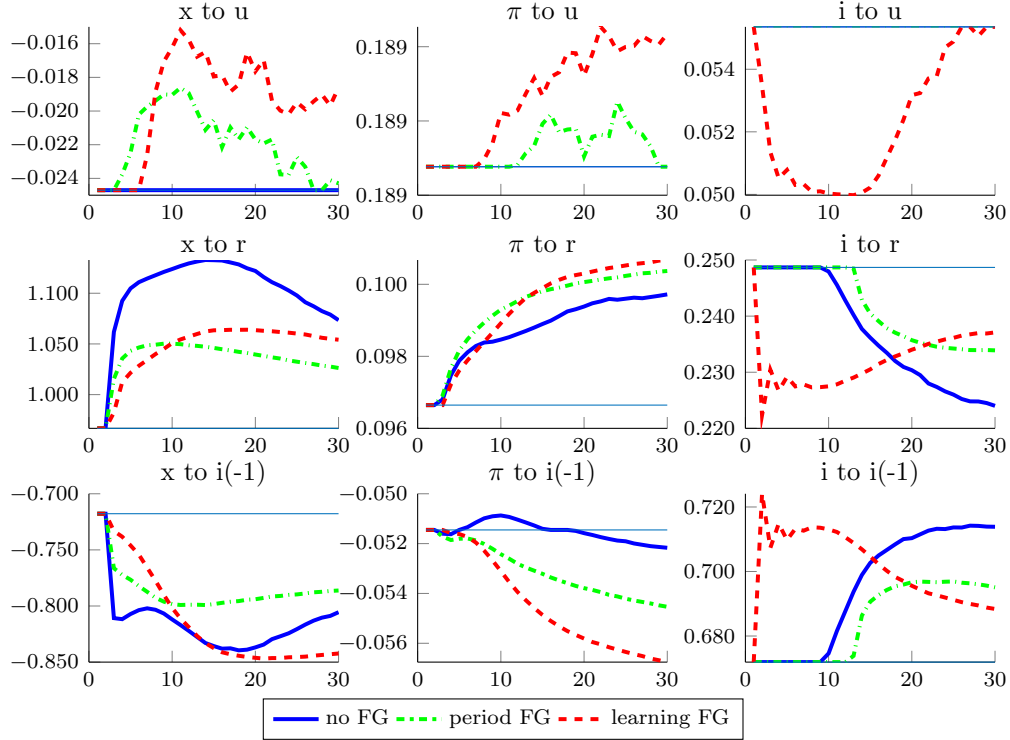 x to u π to u i to u
−0.016
−0.018
−0.020
−0.022
−0.024
0 10 20 30
0.189
0.189
0.189
0 10 20 30
0.054
0.052
0.050
0 10 20 30
x to r π to r i to r
1.100
1.050
1.000
0 10 20 30
0.100
0.098
0.096
0 10 20 30
0.250
0.240
0.230
0.220
0 10 20 30
x to i(-1) π to i(-1) i to i(-1)
−0.700
−0.750
−0.800
−0.850
0 10 20 30
−0.050
−0.052
−0.054
−0.056
0 10 20 30
0.720
0.700
0.680
0 10 20 30
no FG period FG learning FG